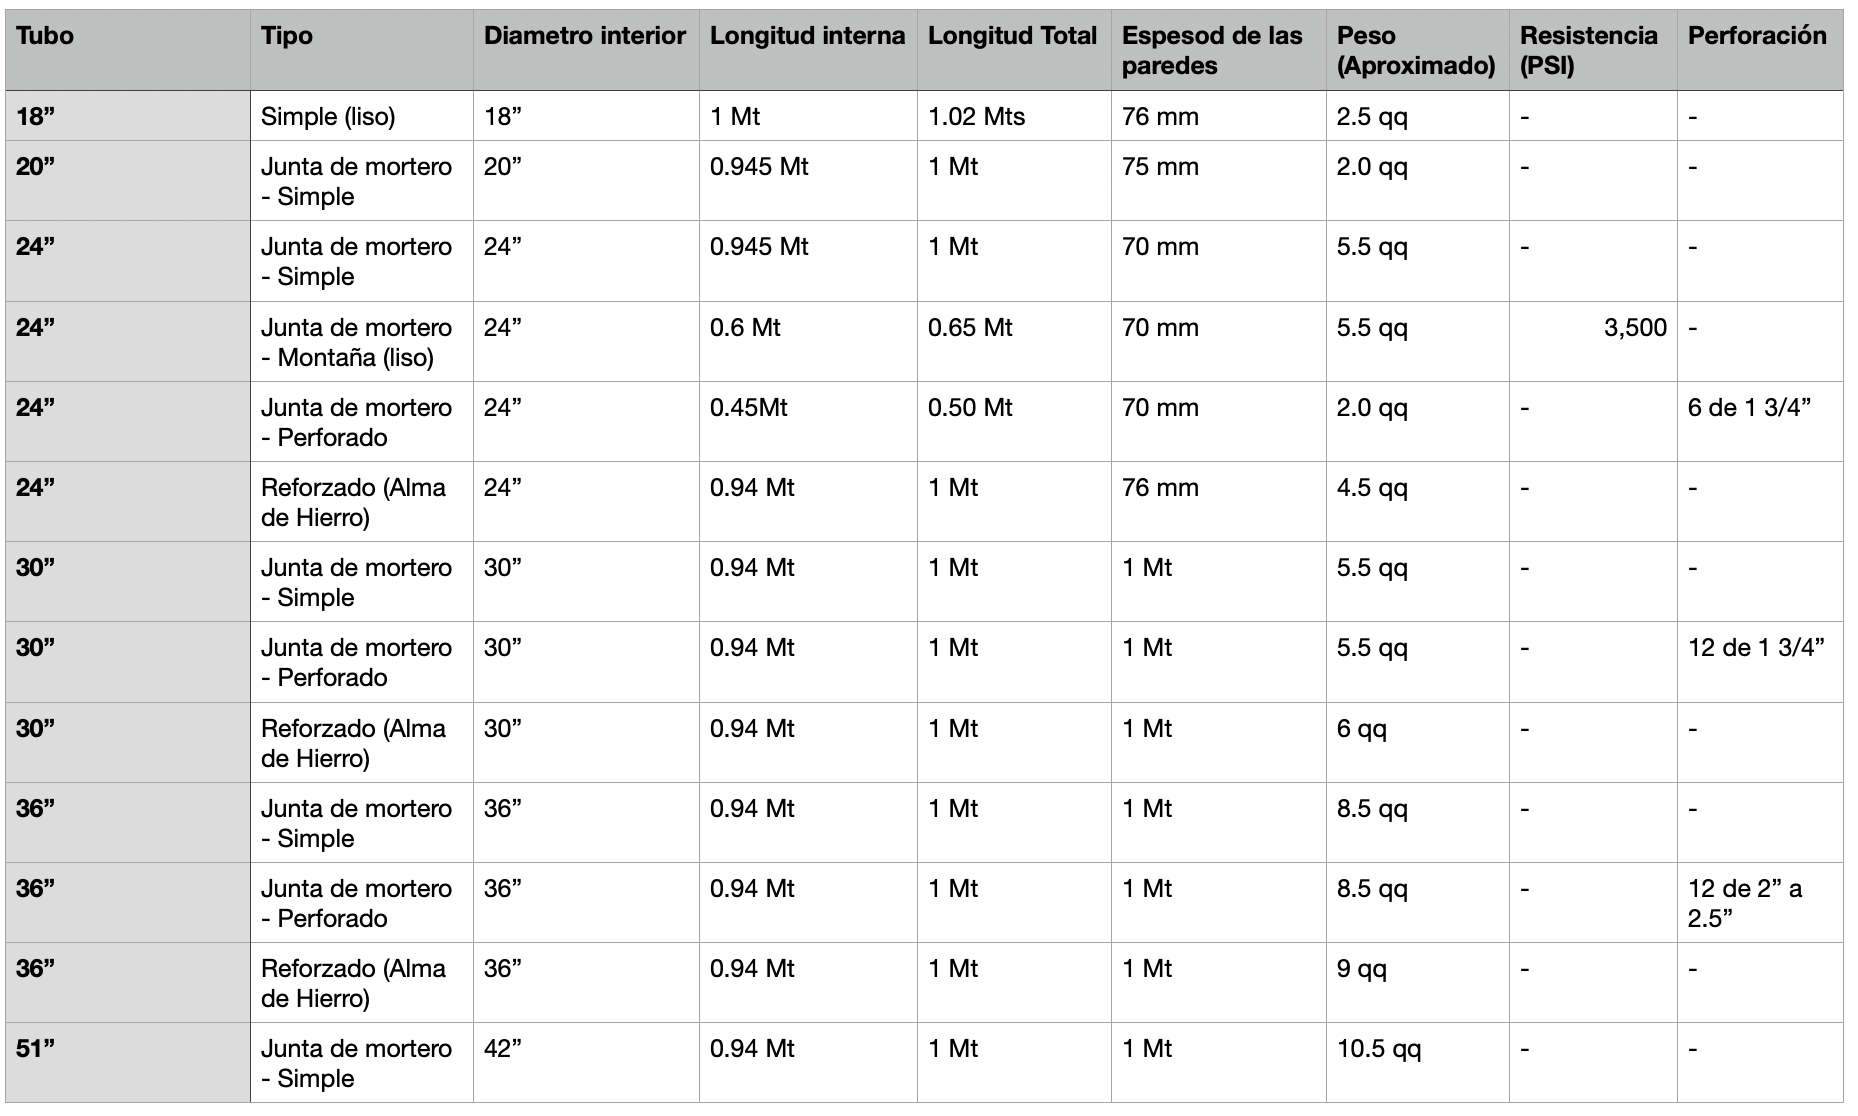 Tubo Tipo Diametro interior Longitud interna Longitud Total Espesod de las paredes Peso (Aproximado) Resistencia (PSI) Perforación
18” Simple (liso) 18” 1 Mt 1.02 Mts 76 mm 2.5 qq - -
20” Junta de mortero - Simple 20” 0.945 Mt 1 Mt 75 mm 2.0 qq - -
24” Junta de mortero - Simple 24” 0.945 Mt 1 Mt 70 mm 5.5 qq - -
24” Junta de mortero - Montaña (liso) 24” 0.6 Mt 0.65 Mt 70 mm 5.5 qq 3,500 -
24” Junta de mortero - Perforado 24” 0.45Mt 0.50 Mt 70 mm 2.0 qq - 6 de 1 3/4”
24” Reforzado (Alma de Hierro) 24” 0.94 Mt 1 Mt 76 mm 4.5 qq - -
30” Junta de mortero - Simple 30” 0.94 Mt 1 Mt 1 Mt 5.5 qq - -
30” Junta de mortero - Perforado 30” 0.94 Mt 1 Mt 1 Mt 5.5 qq - 12 de 1 3/4”
30” Reforzado (Alma de Hierro) 30” 0.94 Mt 1 Mt 1 Mt 6 qq - -
36” Junta de mortero - Simple 36” 0.94 Mt 1 Mt 1 Mt 8.5 qq - -
36” Junta de mortero - Perforado 36” 0.94 Mt 1 Mt 1 Mt 8.5 qq - 12 de 2” a 2.5”
36” Reforzado (Alma de Hierro) 36” 0.94 Mt 1 Mt 1 Mt 9 qq - -
51” Junta de mortero - Simple 42” 0.94 Mt 1 Mt 1 Mt 10.5 qq - -